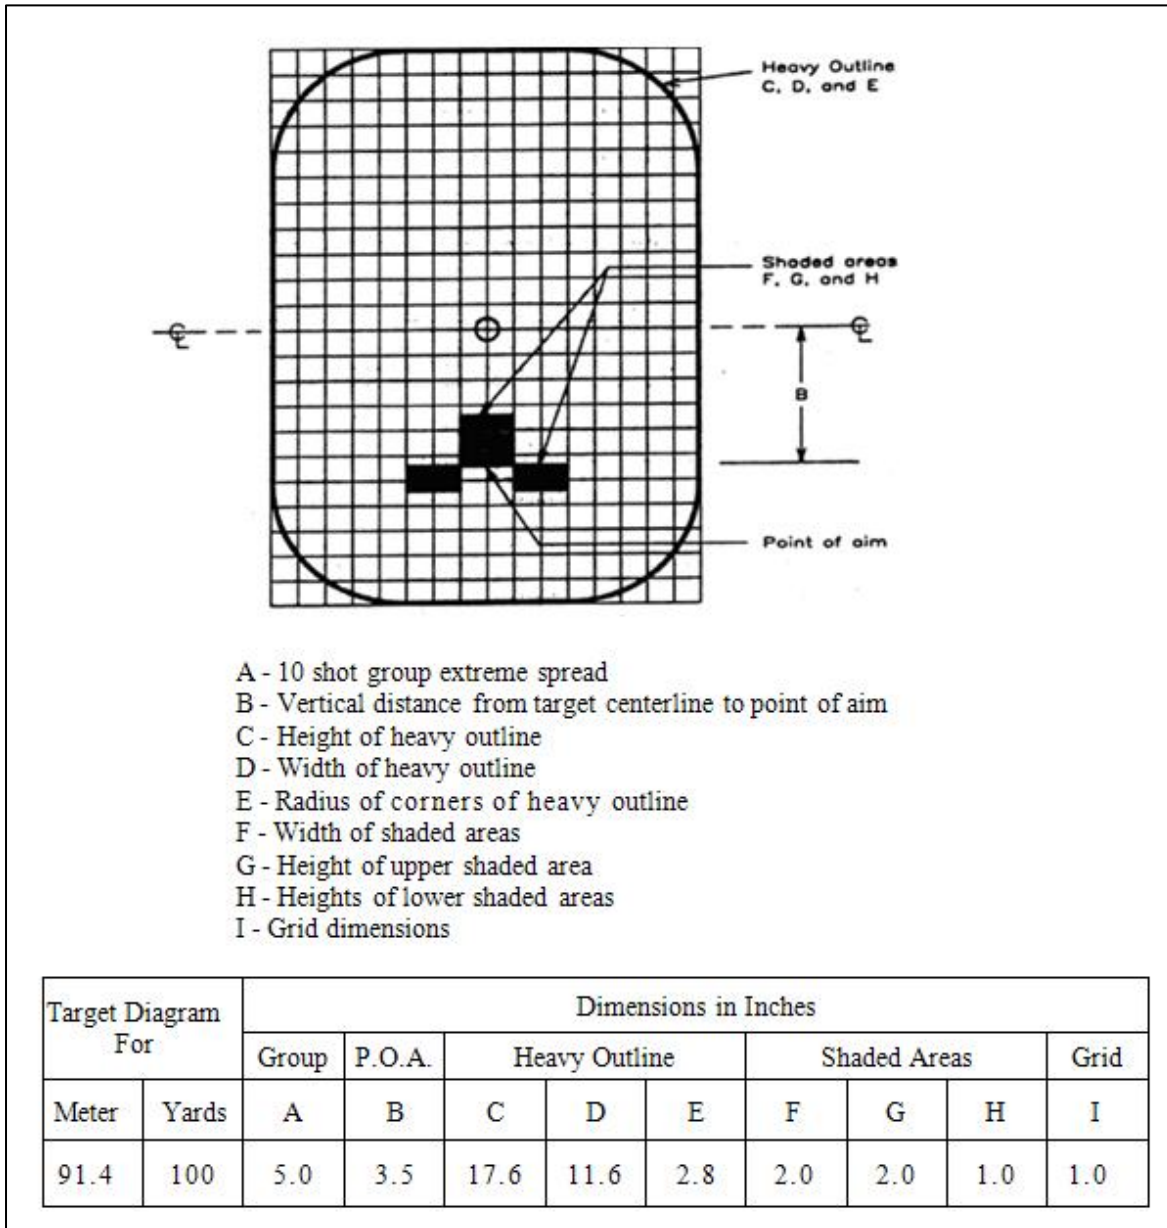 Heavy Outline
C, D, and E
Shaded areas
F, G, and H
℄
℄
B
Point of aim
A - 10 shot group extreme spread
B - Vertical distance from target centerline to point of aim
C - Height of heavy outline
D - Width of heavy outline
E - Radius of corners of heavy outline
F - Width of shaded areas
G - Height of upper shaded area
H - Heights of lower shaded areas
I - Grid dimensions
Target Diagram For Dimensions in Inches
Group P.O.A. Heavy Outline Shaded Areas Grid
Meter Yards A B C D E F G H I
91.4 100 5.0 3.5 17.6 11.6 2.8 2.0 2.0 1.0 1.0